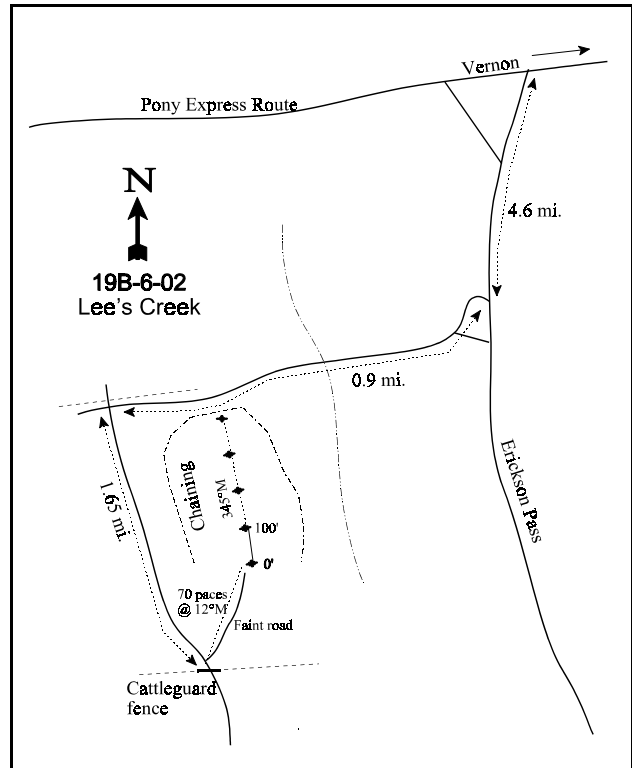 Vernon
Pony Express Route
N
4.6 mi.
19B-6-02
Lee's Creek
0.9 mi.
Chaining
345°M
1.65 mi.
Erickson Pass
100'
0'
70 paces
@ 12°M
Faint road
Cattleguard
fence